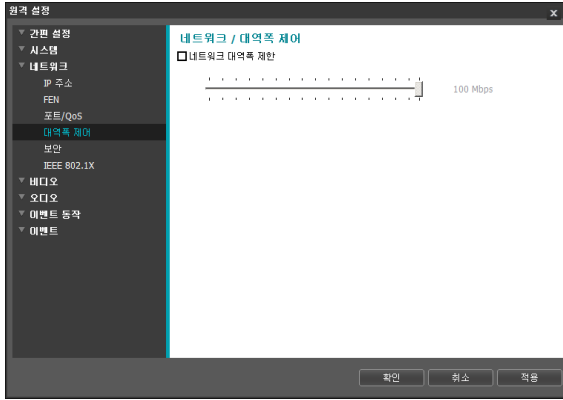 원격 설정
x
간편 설정
시스템
네트워크
IP 주소
FEN
포트/QoS
대역폭 제어
보안
IEEE 802.1X
비디오
오디오
이벤트 동작
이벤트
네트워크 / 대역폭 제어
네트워크 대역폭 제한
100 Mbps
확인
취소
적용